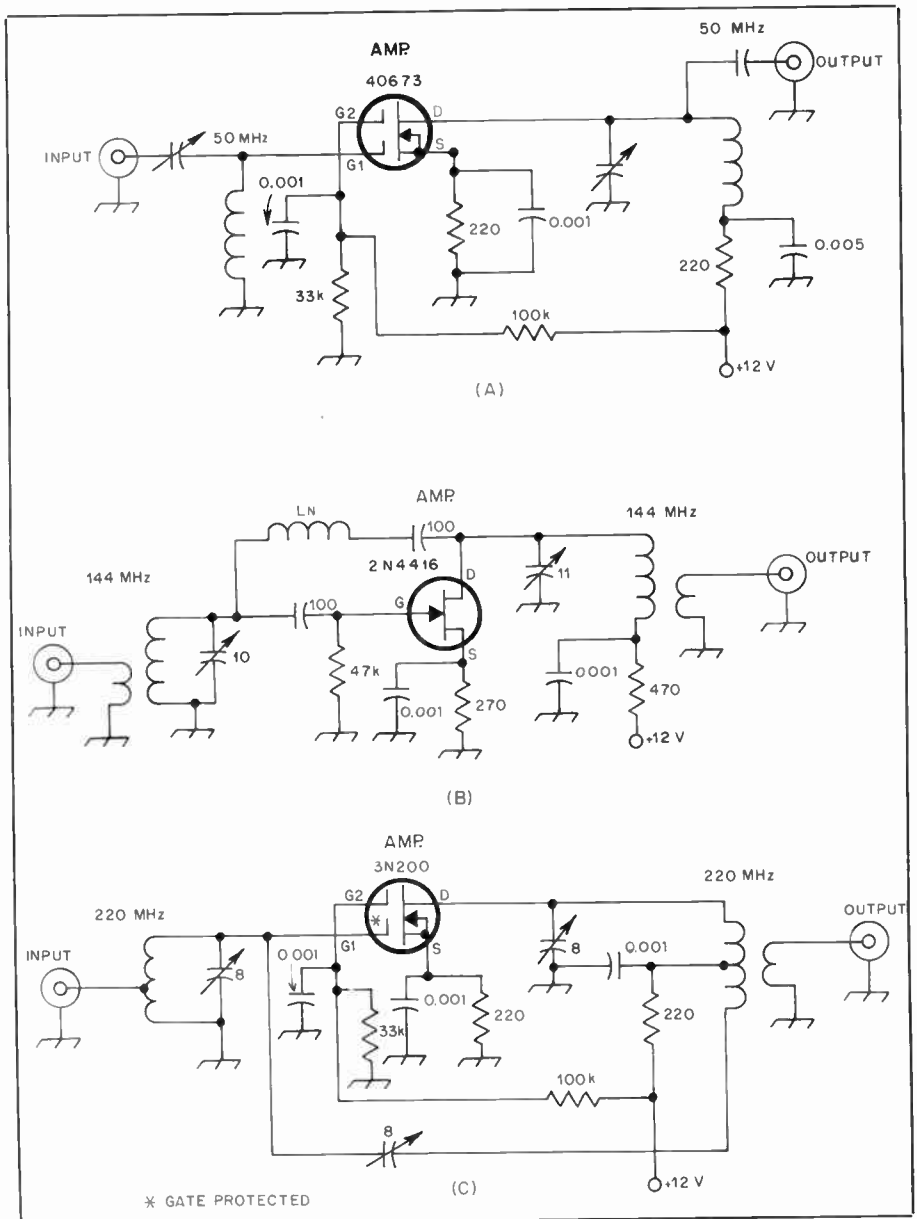 50 MHz
AMP.
OUTPUT
40673
G2
D
50 MHz
S
INPUT
G1
0.001
220
0.001
0.005
220
33k
100k
+12 V
(A)
AMP.
LN
100
144 MHz
2N4416
OUTPUT
144 MHz
D
11
100
G
INPUT
S
10
47k
0.001
0001
470
270
+12 V
(B)
AMP.
3N200
220 MHz
G2
D
220 MHz
OUTPUT
*
G1
INPUT
S
8
0.001
8
0.001
0.001
220
33k
220
100k
8
+12 V
* GATE PROTECTED
(C)